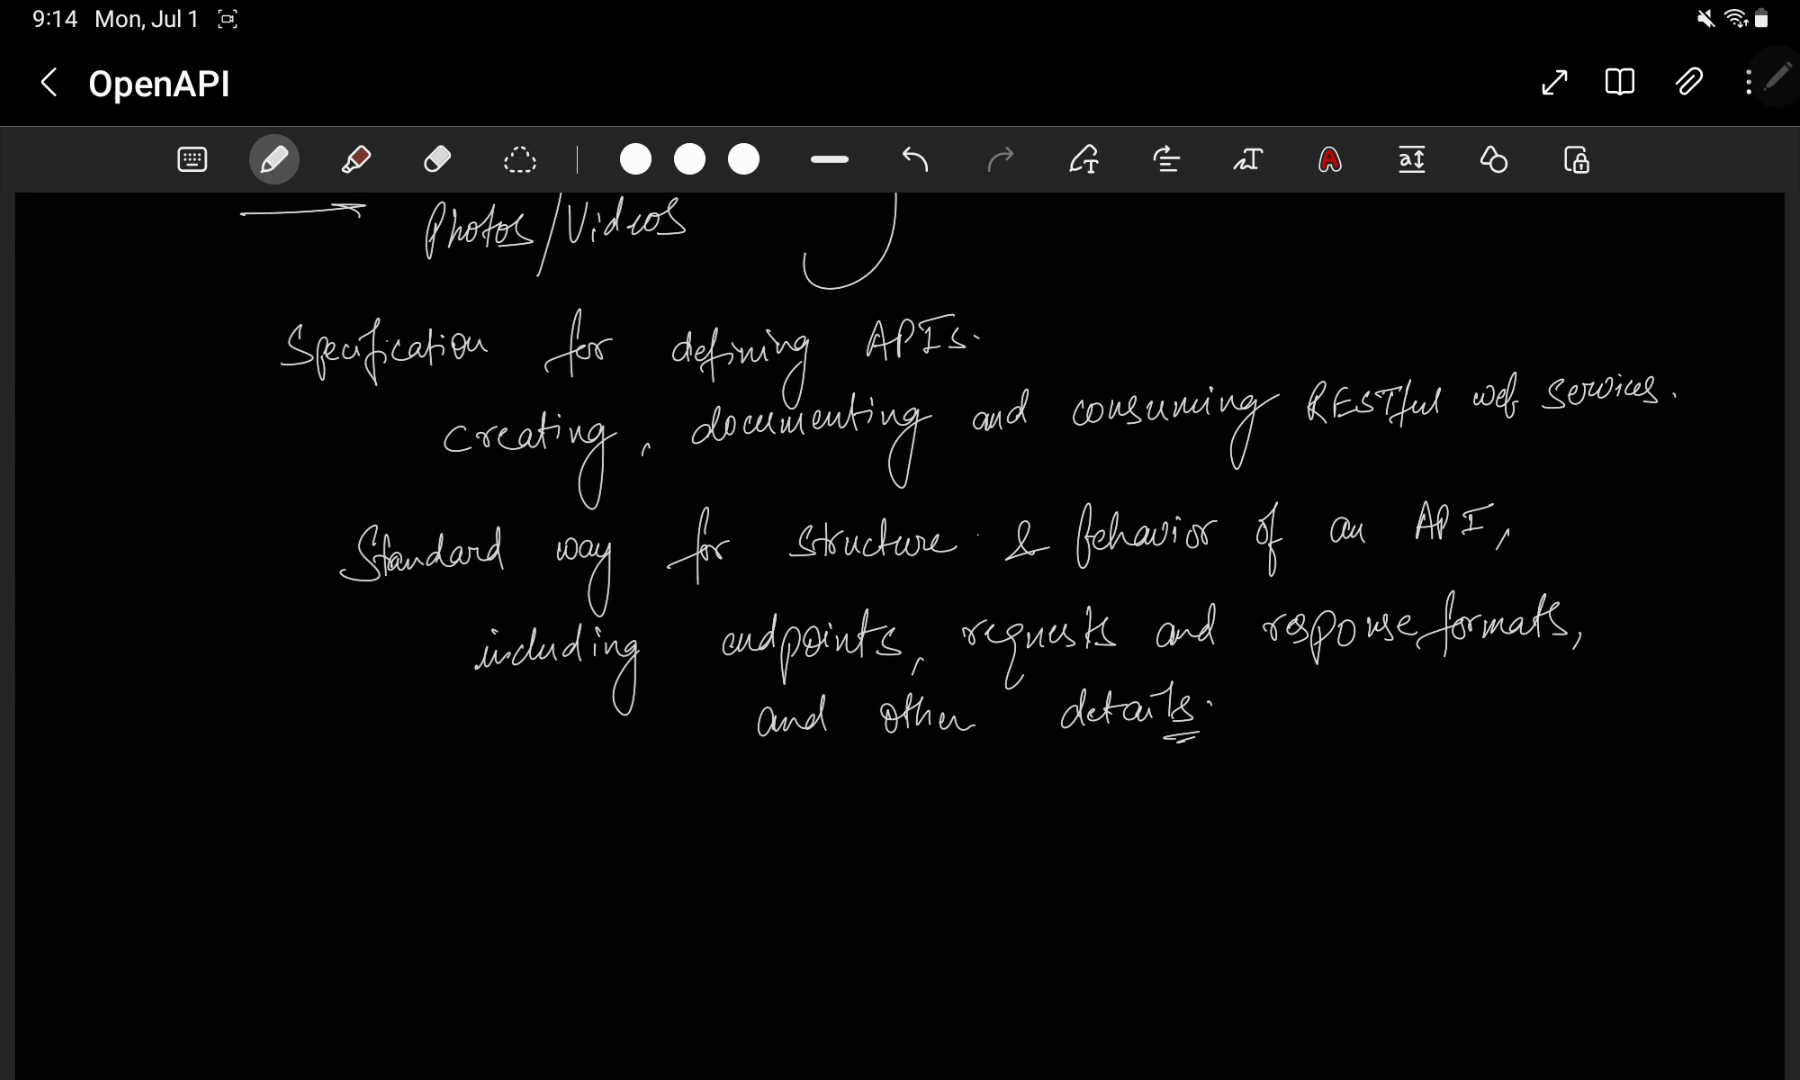 9:14 Mon, Jul 1
OpenAPI
Photos/Videos
Specification for defining APIs.
creating, documenting and consuming RESTful web services.
Standard way for structure & behavior of an API,
including endpoints, requests and response formats,
and other details.